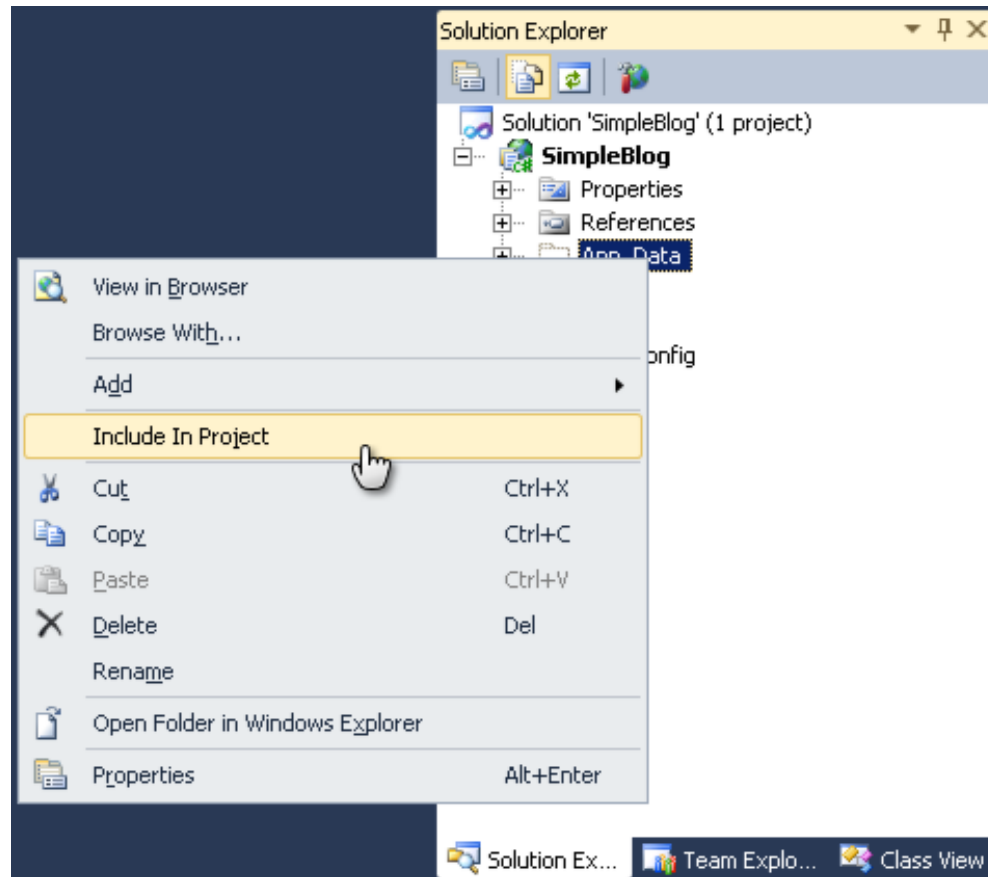 Solution Explorer
Solution 'SimpleBlog' (1 project)
SimpleBlog
Properties
References
App_Data
View in Browser
Browse With...
onfig
Add
Include In Project
Cut Ctrl+X
Copy Ctrl+C
Paste Ctrl+V
Delete Del
Rename
Open Folder in Windows Explorer
Properties Alt+Enter
Solution Ex... Team Explo... Class View